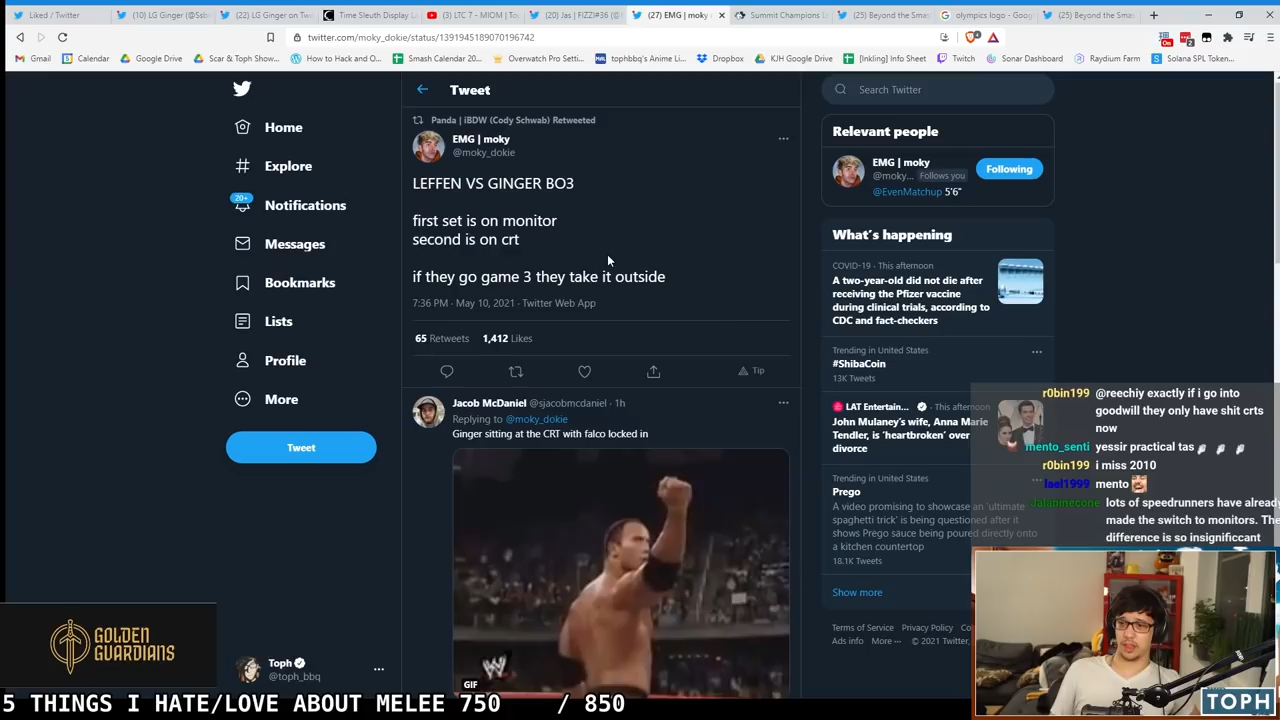 Liked / Twitter
(10) LG Ginger (@Ssb
(22) LG Ginger on Twi
Time Sleuth Display La
(3) LTC 7 - MIOM | Top
(20) Jas | FIZZI#36 (@
(27) EMG | moky
Summit Champions L
(25) Beyond the Smas
olympics logo - Goog
(25) Beyond the Smas
twitter.com/moky_dokie/status/1391945189070196742
Gmail
Calendar
Google Drive
Scar & Toph Show...
How to Hack and O...
Smash Calendar 20...
Overwatch Pro Setti...
tophbbq's Anime Li...
Dropbox
KJH Google Drive
[Inkling] Info Sheet
Twitch
Sonar Dashboard
Raydium Farm
Solana SPL Token...
Home
Explore
20+
Notifications
Messages
Bookmarks
Lists
Profile
More
Tweet
Toph
@toph_bbq
Tweet
Panda | iBDW (Cody Schwab) Retweeted
EMG | moky
@moky_dokie
LEFFEN VS GINGER BO3
first set is on monitor
second is on crt
if they go game 3 they take it outside
7:36 PM · May 10, 2021 · Twitter Web App
65 Retweets 1,412 Likes
Tip
Jacob McDaniel @sjacobmcdaniel · 1h
Replying to @moky_dokie
Ginger sitting at the CRT with falco locked in
W
GIF
Search Twitter
Relevant people
EMG | moky
@moky... Follows you
Following
@EvenMatchup 5'6"
What's happening
COVID-19 · This afternoon
A two-year-old did not die after
receiving the Pfizer vaccine
during clinical trials, according to
CDC and fact-checkers
Trending in United States
#ShibaCoin
13K Tweets
LAT Entertain... · This afternoon
John Mulaney's wife, Anna Marie
Tendler, is 'heartbroken' over
divorce
Trending in United States
Prego
A video promising to showcase an 'ultimate
spaghetti trick' is being questioned after it
shows Prego sauce being poured directly onto
a kitchen countertop
18.1K Tweets
Show more
Terms of Service Privacy Policy
Ads info More ··· © 2021 Twitter,
r0bin199 @reechiy exactly if i go into
goodwill they only have shit crts
now
mento_senti yessir practical tas
r0bin199 i miss 2010
lael1999 mento
lots of speedrunners have already
made the switch to monitors. The
difference is so insignificcant
GOLDEN
GUARDIANS
TOPH
5 THINGS I HATE/LOVE ABOUT MELEE 750 / 850